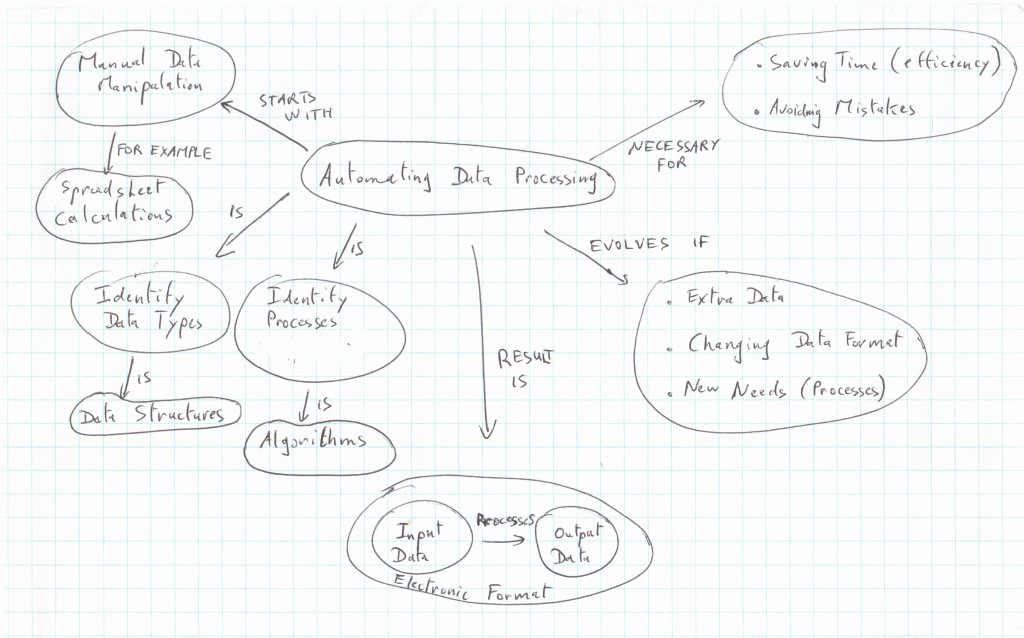 Manual Data
Manipulation
• Saving Time (efficiency)
• Avoiding Mistakes
STARTS
WITH
NECESSARY
FOR
FOR EXAMPLE
Automating Data Processing
Spreadsheet
Calculations
IS
IS
EVOLVES IF
Identity
Data Types
Identity
Processes
• Extra Data
• Changing Data Format
• New Needs (Processes)
RESULT
IS
IS
IS
Data Structures
Algorithms
Input
Data
PROCESSES
Output
Data
Electronic Format